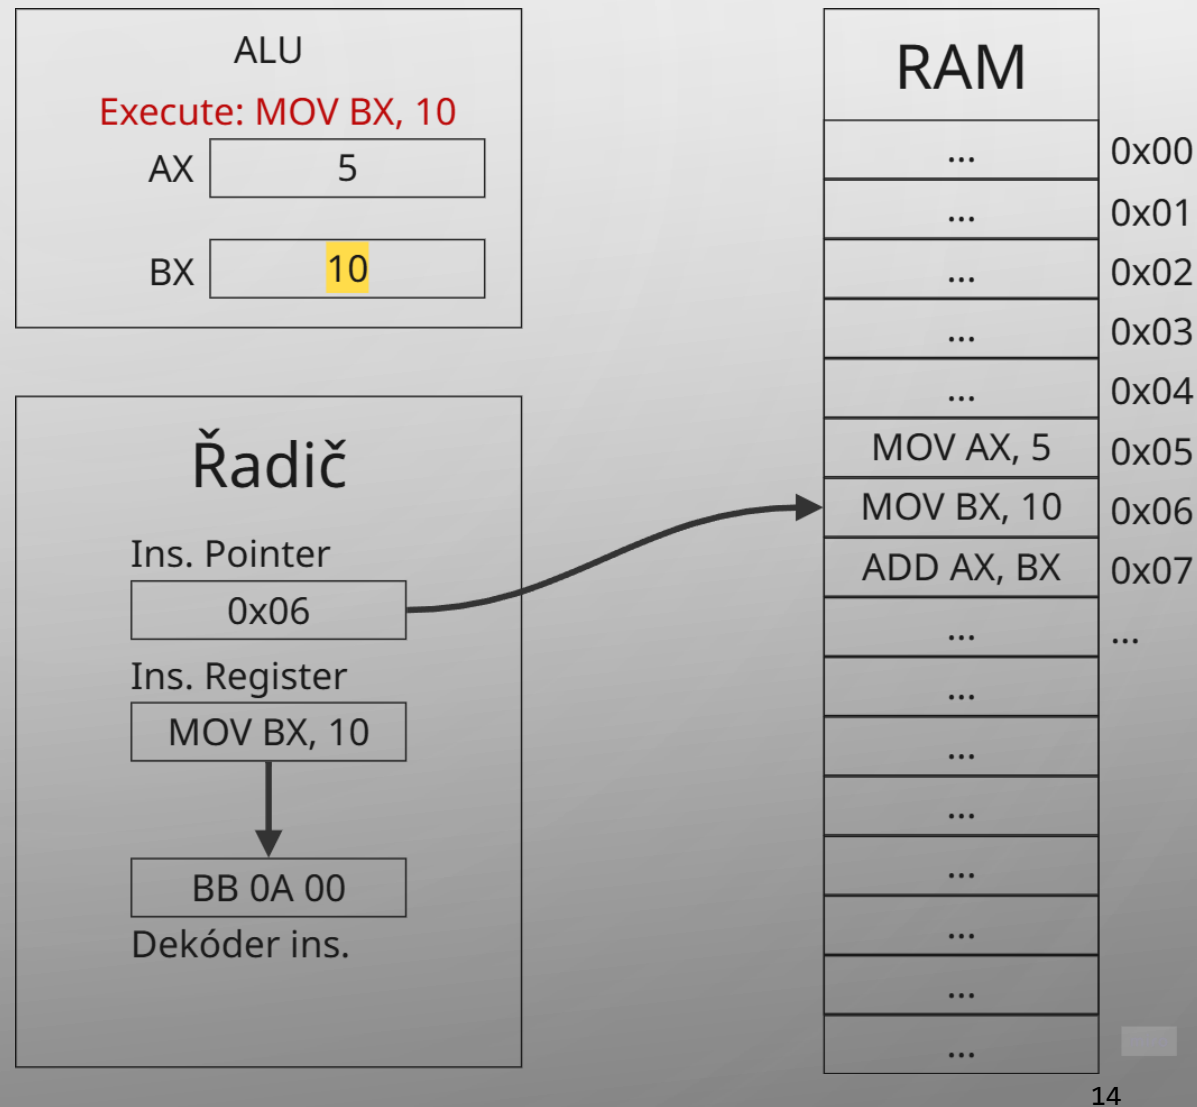 ALU
Execute: MOV BX, 10
AX 5
BX 10
Řadič
Ins. Pointer
0x06
Ins. Register
MOV BX, 10
BB 0A 00
Dekóder ins.
RAM
... 0x00
... 0x01
... 0x02
... 0x03
... 0x04
MOV AX, 5 0x05
MOV BX, 10 0x06
ADD AX, BX 0x07
... ...
...
...
...
...
...
...
...
14